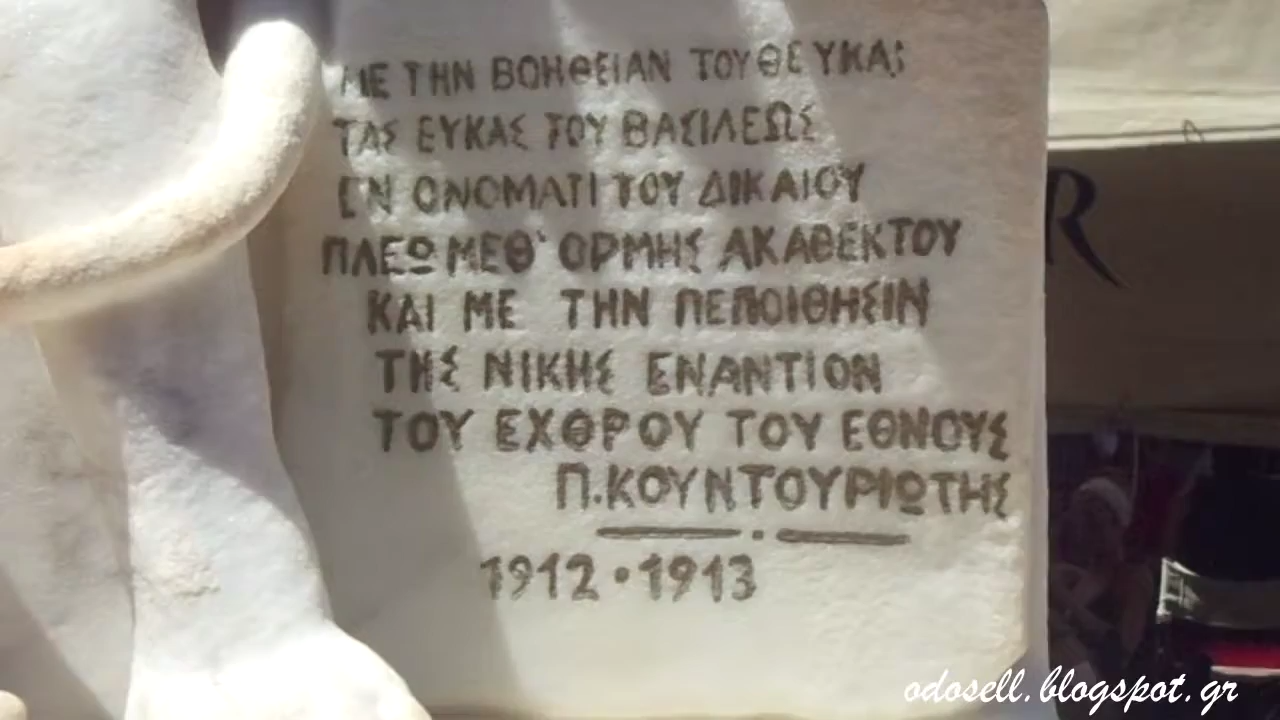 ΜΕ ΤΗΝ ΒΟΗΘΕΙΑΝ ΤΟΥ ΘΕΥ ΚΑΙ
ΤΑΣ ΕΥΚΑΣ ΤΟΥ ΒΑΣΙΛΕΩΣ
ΕΝ ΟΝΟΜΑΤΙ ΤΟΥ ΔΙΚΑΙΟΥ
ΠΛΕΩ ΜΕΘ' ΟΡΜΗΣ ΑΚΑΘΕΚΤΟΥ
ΚΑΙ ΜΕ ΤΗΝ ΠΕΠΟΙΘΗΣΙΝ
ΤΗΣ ΝΙΚΗΣ ΕΝΑΝΤΙΟΝ
ΤΟΥ ΕΧΘΡΟΥ ΤΟΥ ΕΘΝΟΥΣ
Π.ΚΟΥΝΤΟΥΡΙΩΤΗΣ
1912·1913
R
odosell.blogspot.gr